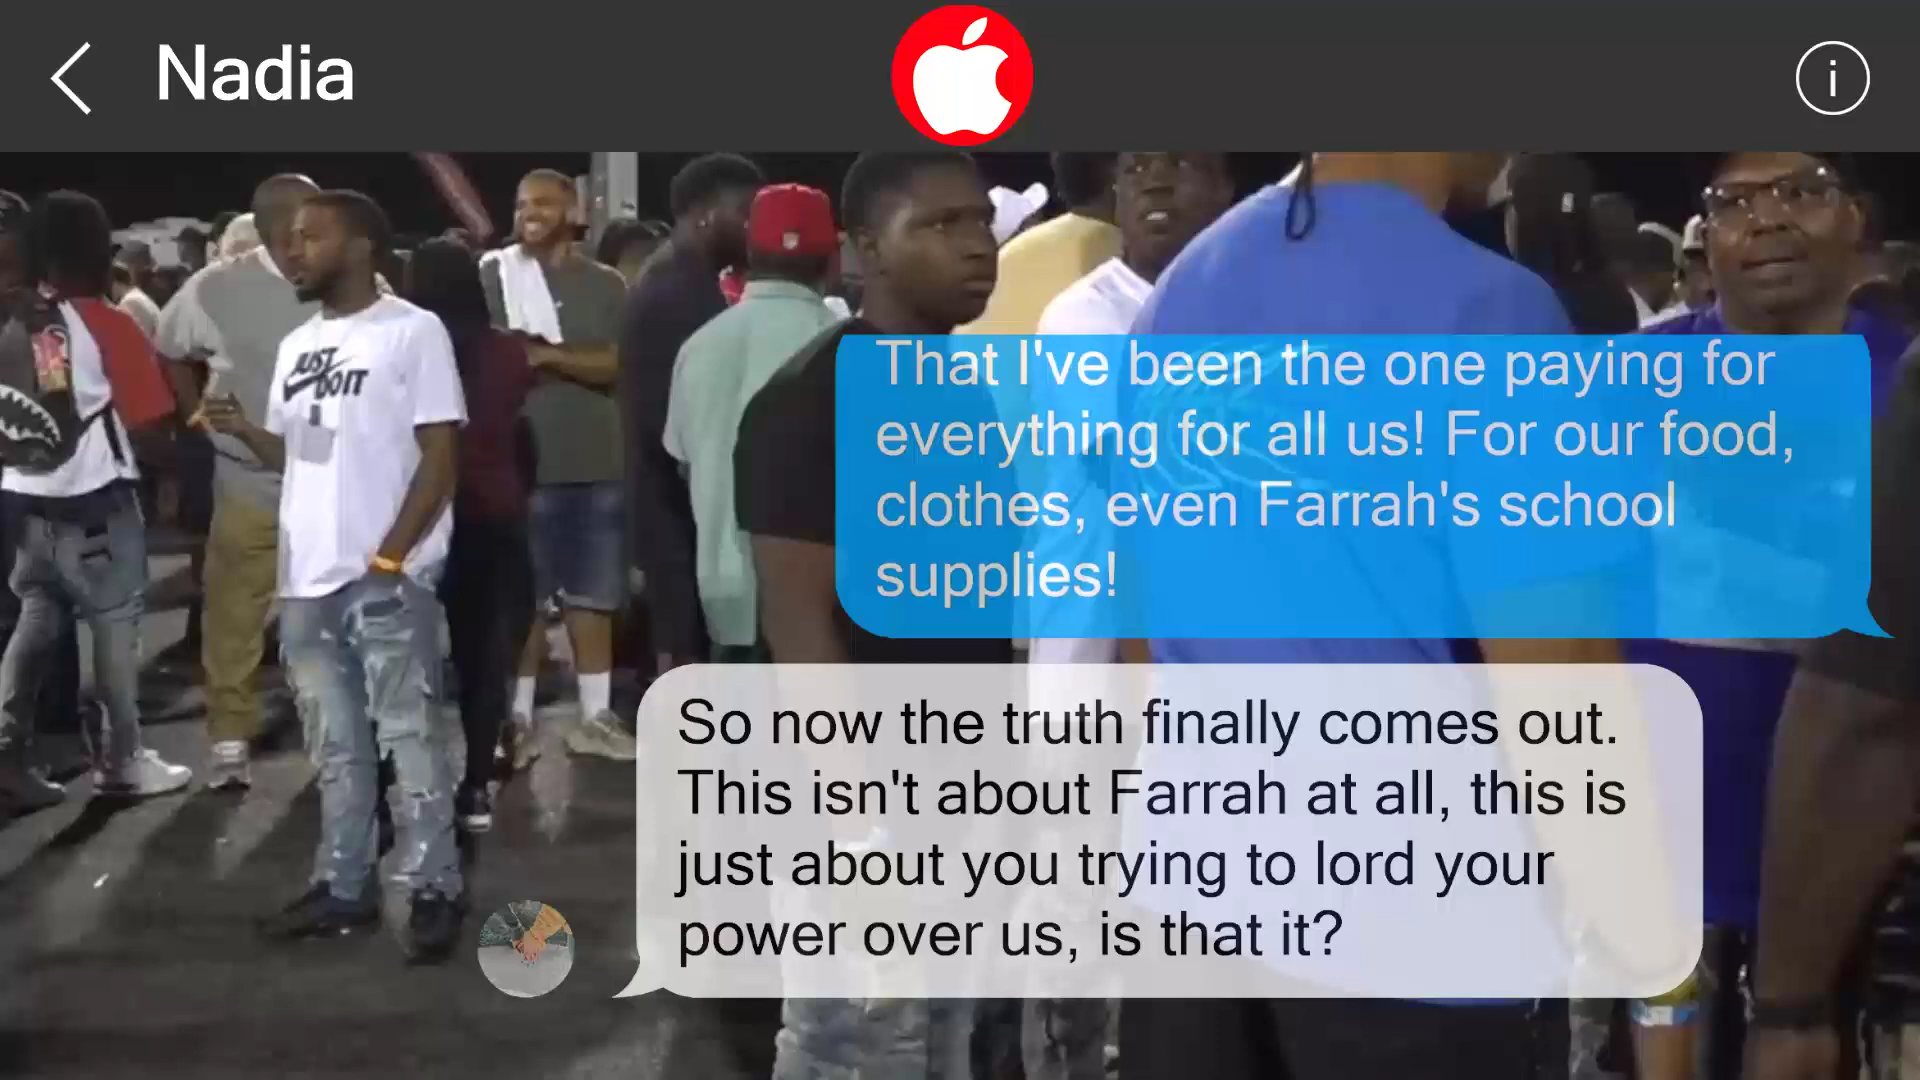 Nadia
i
JUST
DO IT
That I've been the one paying for
everything for all us! For our food,
clothes, even Farrah's school
supplies!
So now the truth finally comes out.
This isn't about Farrah at all, this is
just about you trying to lord your
power over us, is that it?